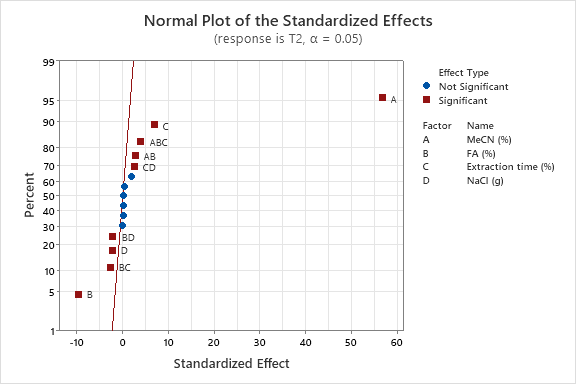 Normal Plot of the Standardized Effects
(response is T2, α = 0.05)
99
95
90
80
70
60
50
40
30
20
10
5
1
Percent
A
C
ABC
AB
CD
BD
D
BC
B
-10 0 10 20 30 40 50 60
Standardized Effect
Effect Type
Not Significant
Significant
Factor Name
A MeCN (%)
B FA (%)
C Extraction time (%)
D NaCl (g)